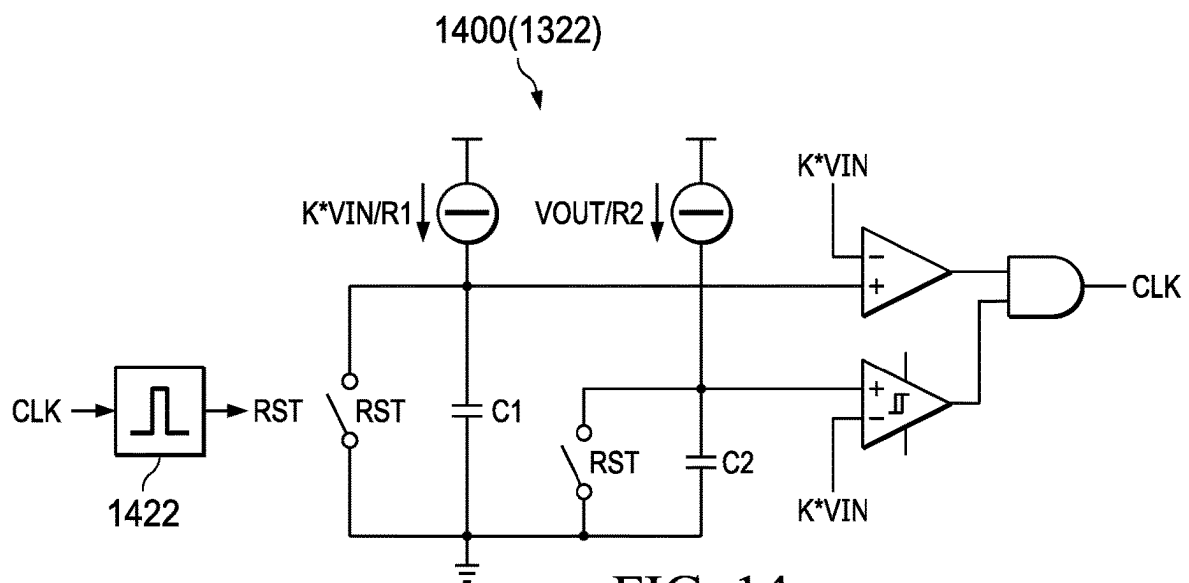 1400(1322)
K*VIN
K*VIN/R1
VOUT/R2
−
+
CLK
CLK
RST
RST
C1
+
−
RST
C2
1422
K*VIN
FIG. 14